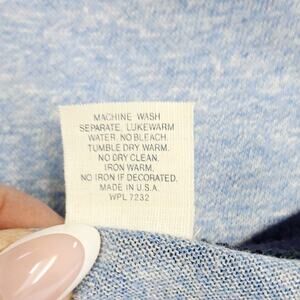 MACHINE WASH
SEPARATE, LUKEWARM
WATER. NO BLEACH.
TUMBLE DRY WARM.
NO DRY CLEAN.
IRON WARM.
NO IRON IF DECORATED.
MADE IN U.S.A.
WPL 7232